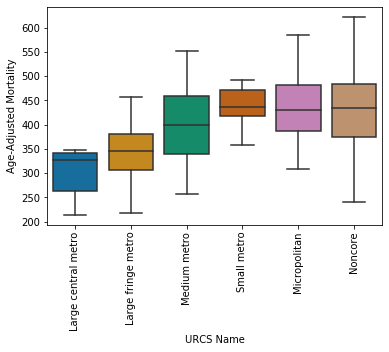 Age-Adjusted Mortality
600
550
500
450
400
350
300
250
200
Large central metro
Large fringe metro
Medium metro
Small metro
Micropolitan
Noncore
URCS Name